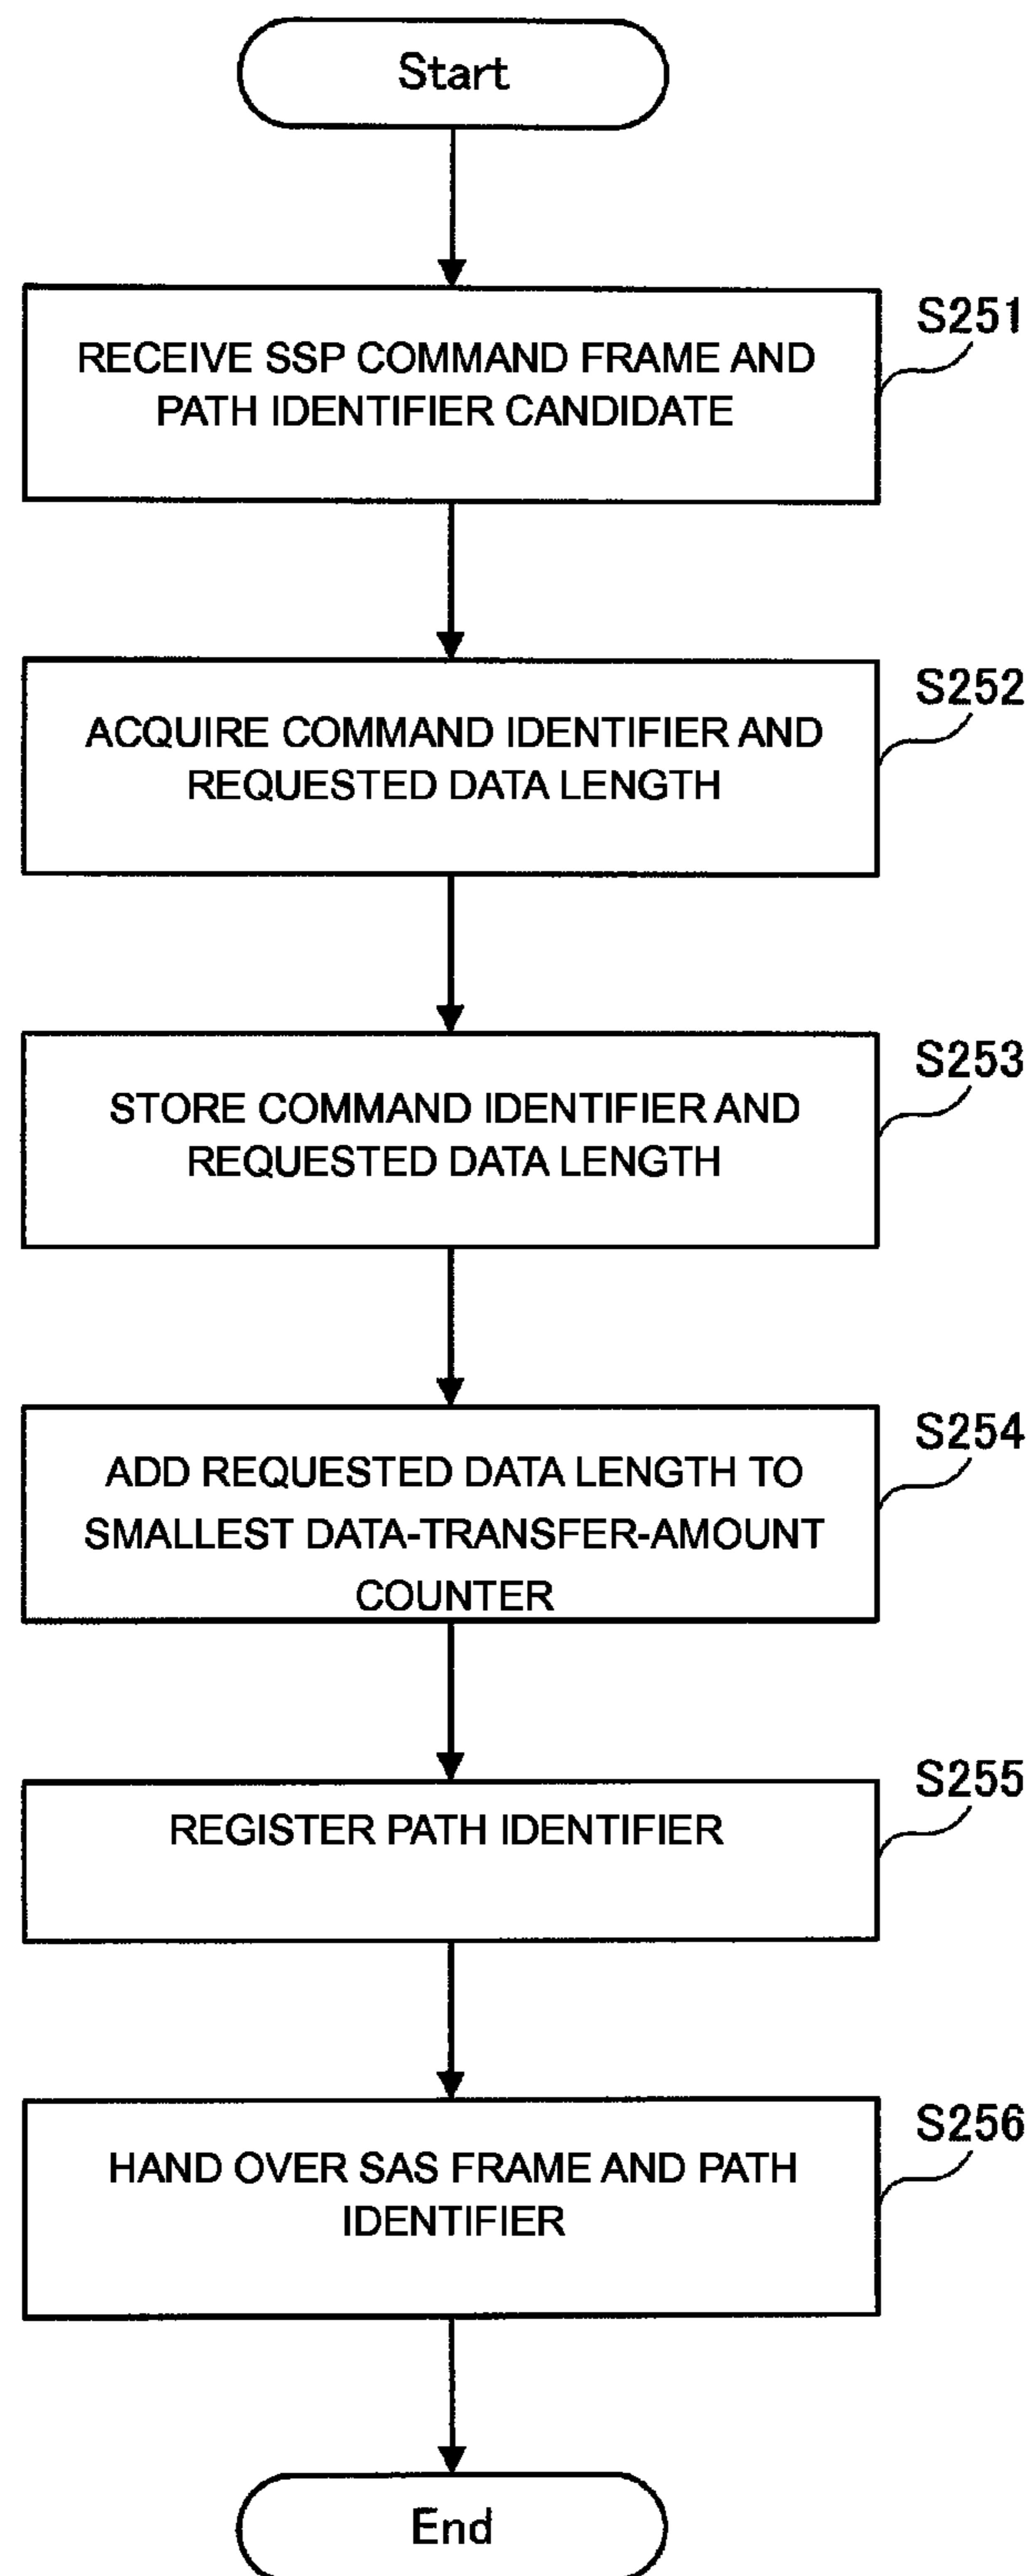 Start
S251
RECEIVE SSP COMMAND FRAME AND
PATH IDENTIFIER CANDIDATE
S252
ACQUIRE COMMAND IDENTIFIER AND
REQUESTED DATA LENGTH
S253
STORE COMMAND IDENTIFIER AND
REQUESTED DATA LENGTH
S254
ADD REQUESTED DATA LENGTH TO
SMALLEST DATA-TRANSFER-AMOUNT
COUNTER
S255
REGISTER PATH IDENTIFIER
S256
HAND OVER SAS FRAME AND PATH
IDENTIFIER
End